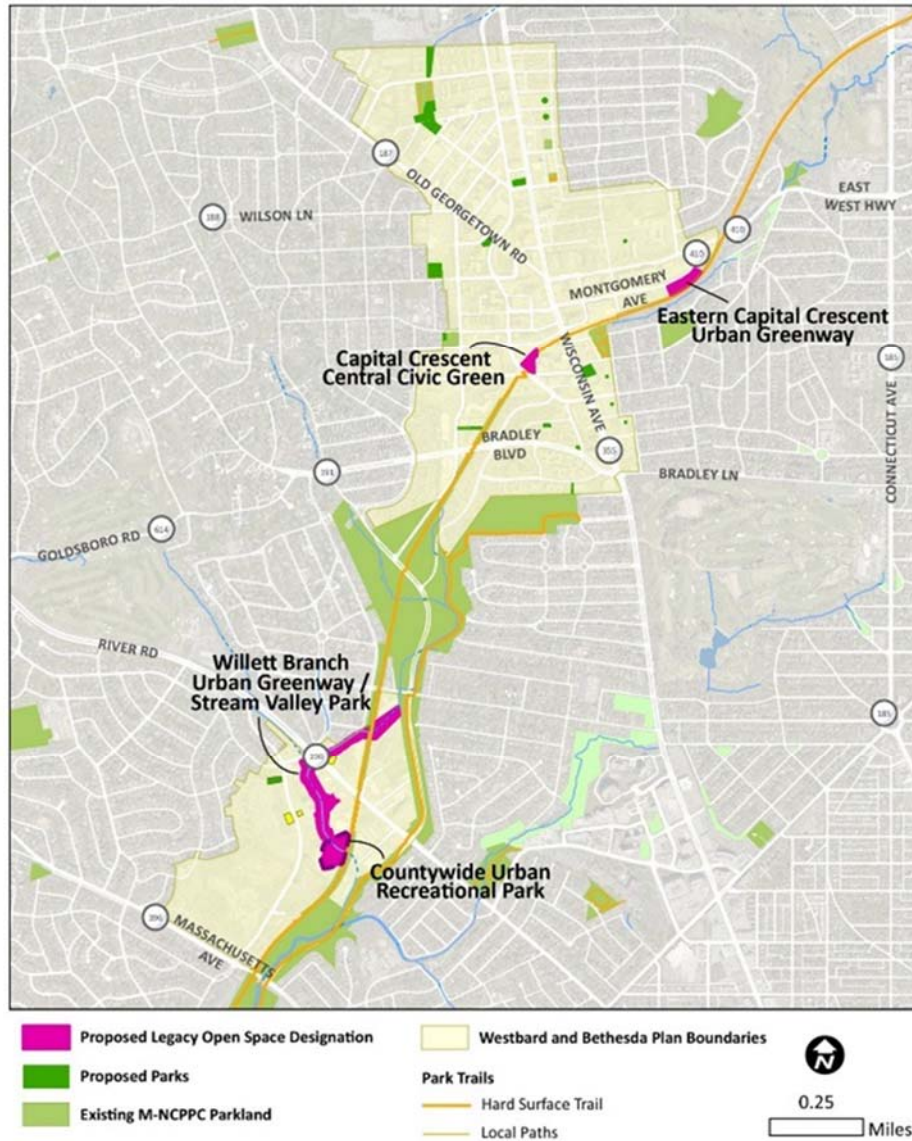 187
OLD GEORGETOWN RD
188
WILSON LN
EAST
WEST HWY
410
410
MONTGOMERY
AVE
Eastern Capital Crescent
Urban Greenway
Capital Crescent
Central Civic Green
WISCONSIN AVE
185
CONNECTICUT AVE
BRADLEY
BLVD
355
BRADLEY LN
191
614
GOLDSBORO RD
RIVER RD
Willett Branch
Urban Greenway /
Stream Valley Park
185
190
Countywide Urban
Recreational Park
396
MASSACHUSETTS
AVE
Proposed Legacy Open Space Designation
Proposed Parks
Existing M-NCPPC Parkland
Westbard and Bethesda Plan Boundaries
Park Trails
Hard Surface Trail
Local Paths
N
0.25
Miles